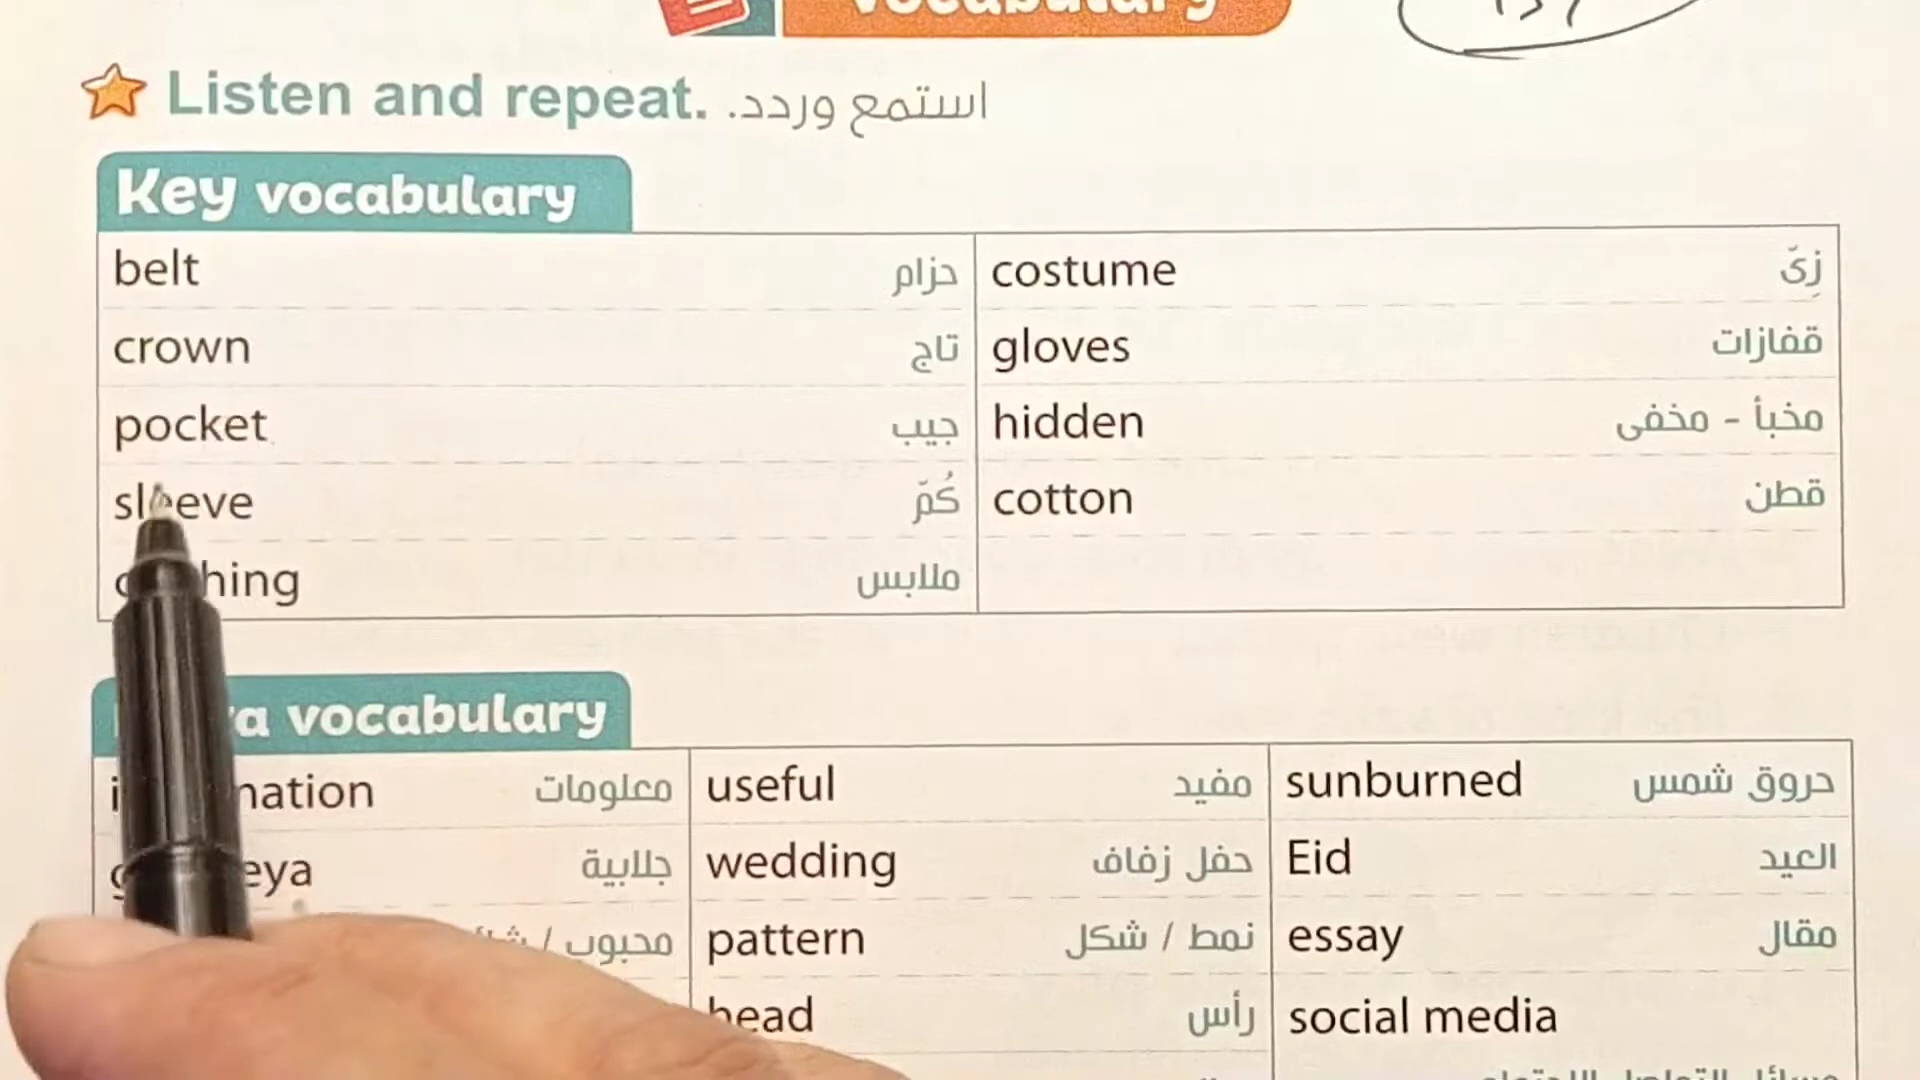 vocabulary
Listen and repeat. استمع وردد.
Key vocabulary
belt حزام costume زِىّ
crown تاج gloves قفازات
pocket جيب hidden مخبأ - مخفى
sleeve كُمّ cotton قطن
ملابس
vocabulary
معلومات useful مفيد sunburned حروق شمس
جلابية wedding حفل زفاف Eid العيد
محبوب / pattern نمط / شكل essay مقال
head رأس social media